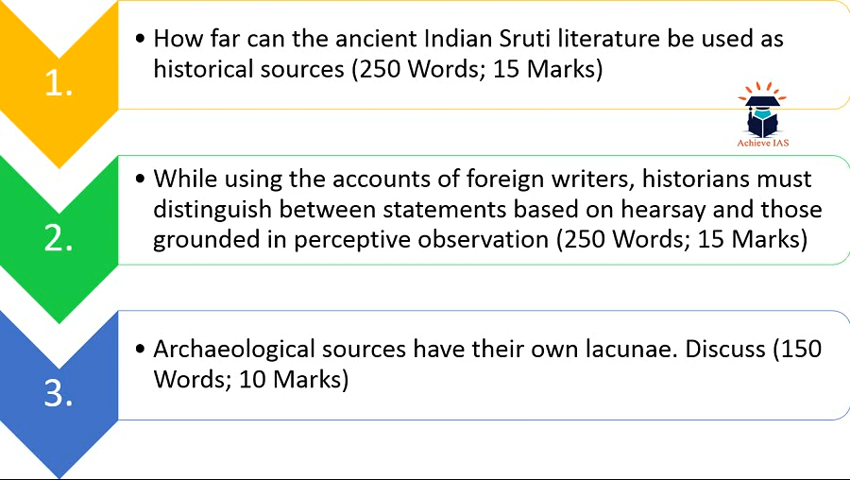 1.
• How far can the ancient Indian Sruti literature be used as
historical sources (250 Words; 15 Marks)
Achieve IAS
2.
• While using the accounts of foreign writers, historians must
distinguish between statements based on hearsay and those
grounded in perceptive observation (250 Words; 15 Marks)
3.
• Archaeological sources have their own lacunae. Discuss (150
Words; 10 Marks)